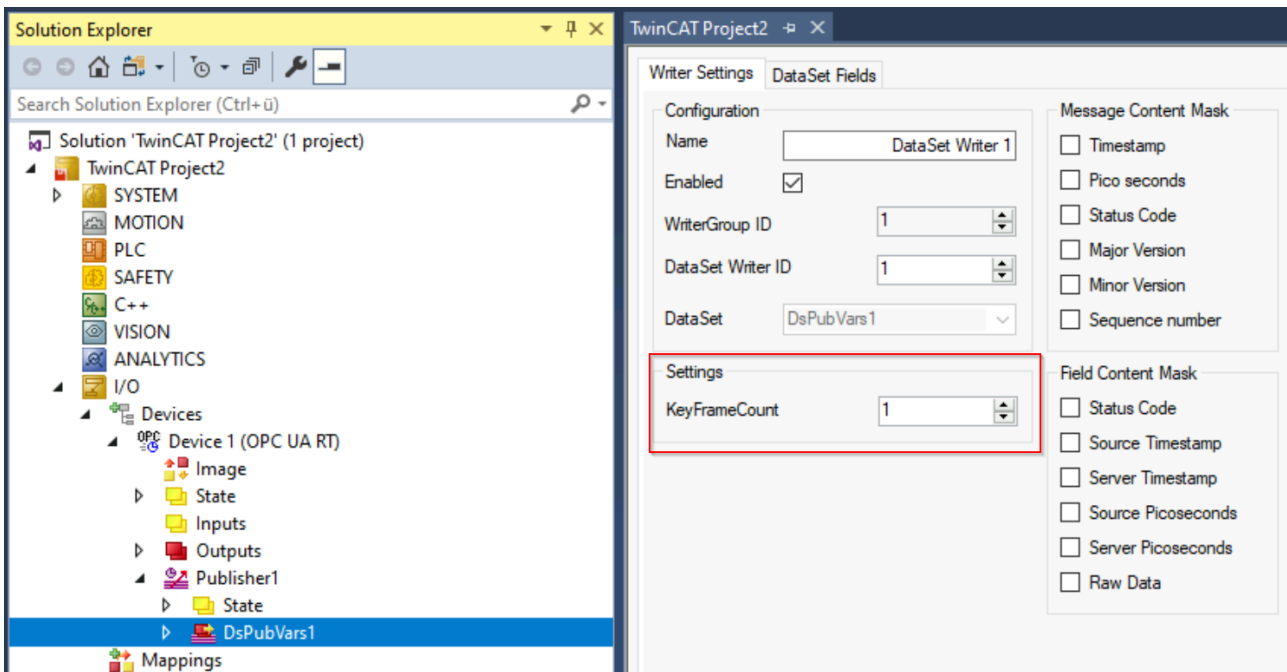 Solution Explorer
Search Solution Explorer (Ctrl+ü)
Solution 'TwinCAT Project2' (1 project)
TwinCAT Project2
SYSTEM
MOTION
PLC
SAFETY
C++
VISION
ANALYTICS
I/O
Devices
OPC Device 1 (OPC UA RT)
Image
State
Inputs
Outputs
Publisher1
State
DsPubVars1
Mappings
TwinCAT Project2
Writer Settings
DataSet Fields
Configuration
Name
DataSet Writer 1
Enabled
WriterGroup ID
1
DataSet Writer ID
1
DataSet
DsPubVars1
Settings
KeyFrameCount
1
Message Content Mask
Timestamp
Pico seconds
Status Code
Major Version
Minor Version
Sequence number
Field Content Mask
Status Code
Source Timestamp
Server Timestamp
Source Picoseconds
Server Picoseconds
Raw Data